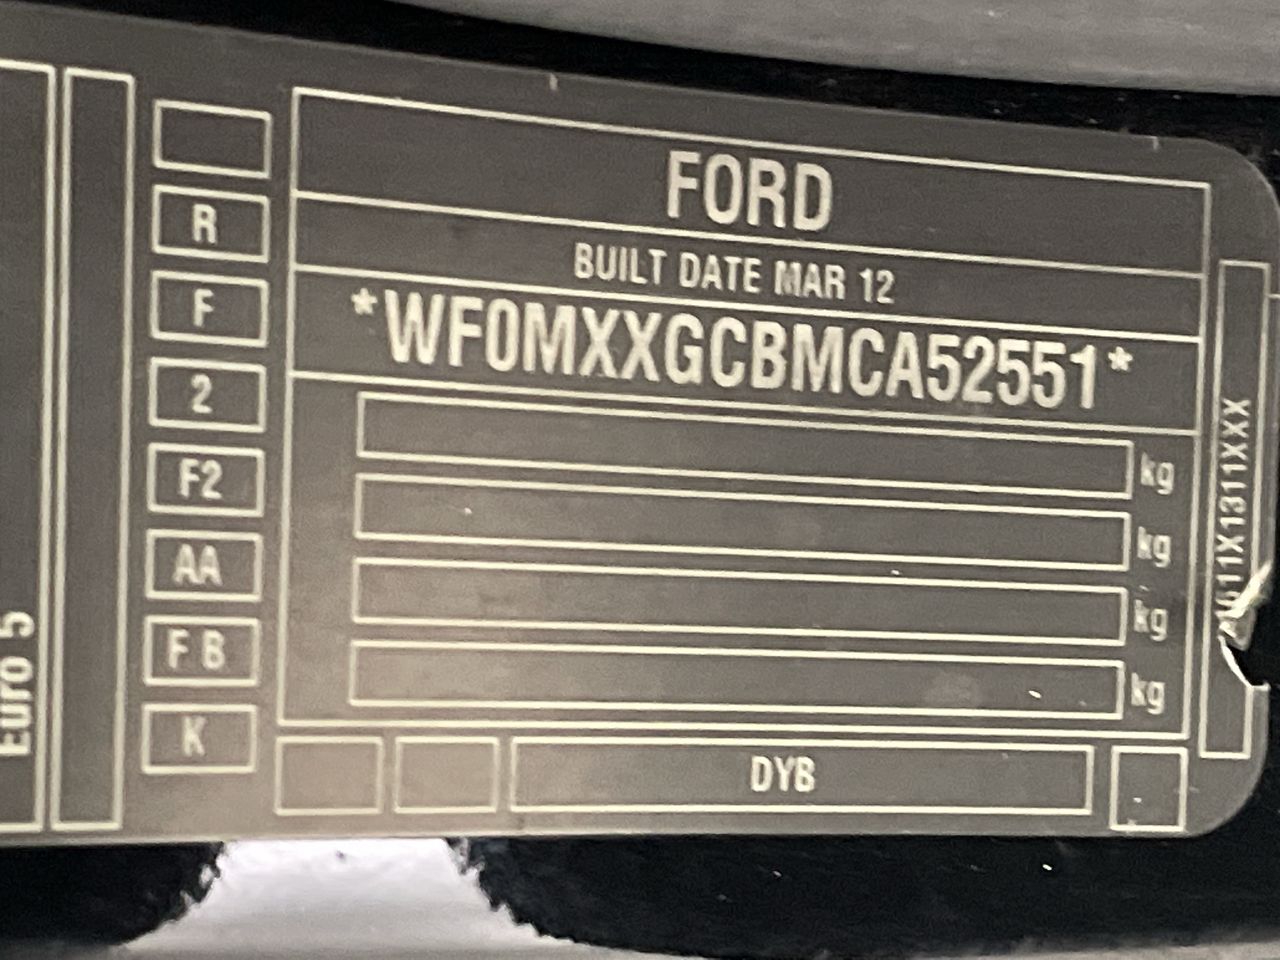 Euro 5
R
F
2
F2
AA
F B
K
FORD
BUILT DATE MAR 12
*WF0MXXGCBMCA52551*
kg
kg
kg
kg
DYB